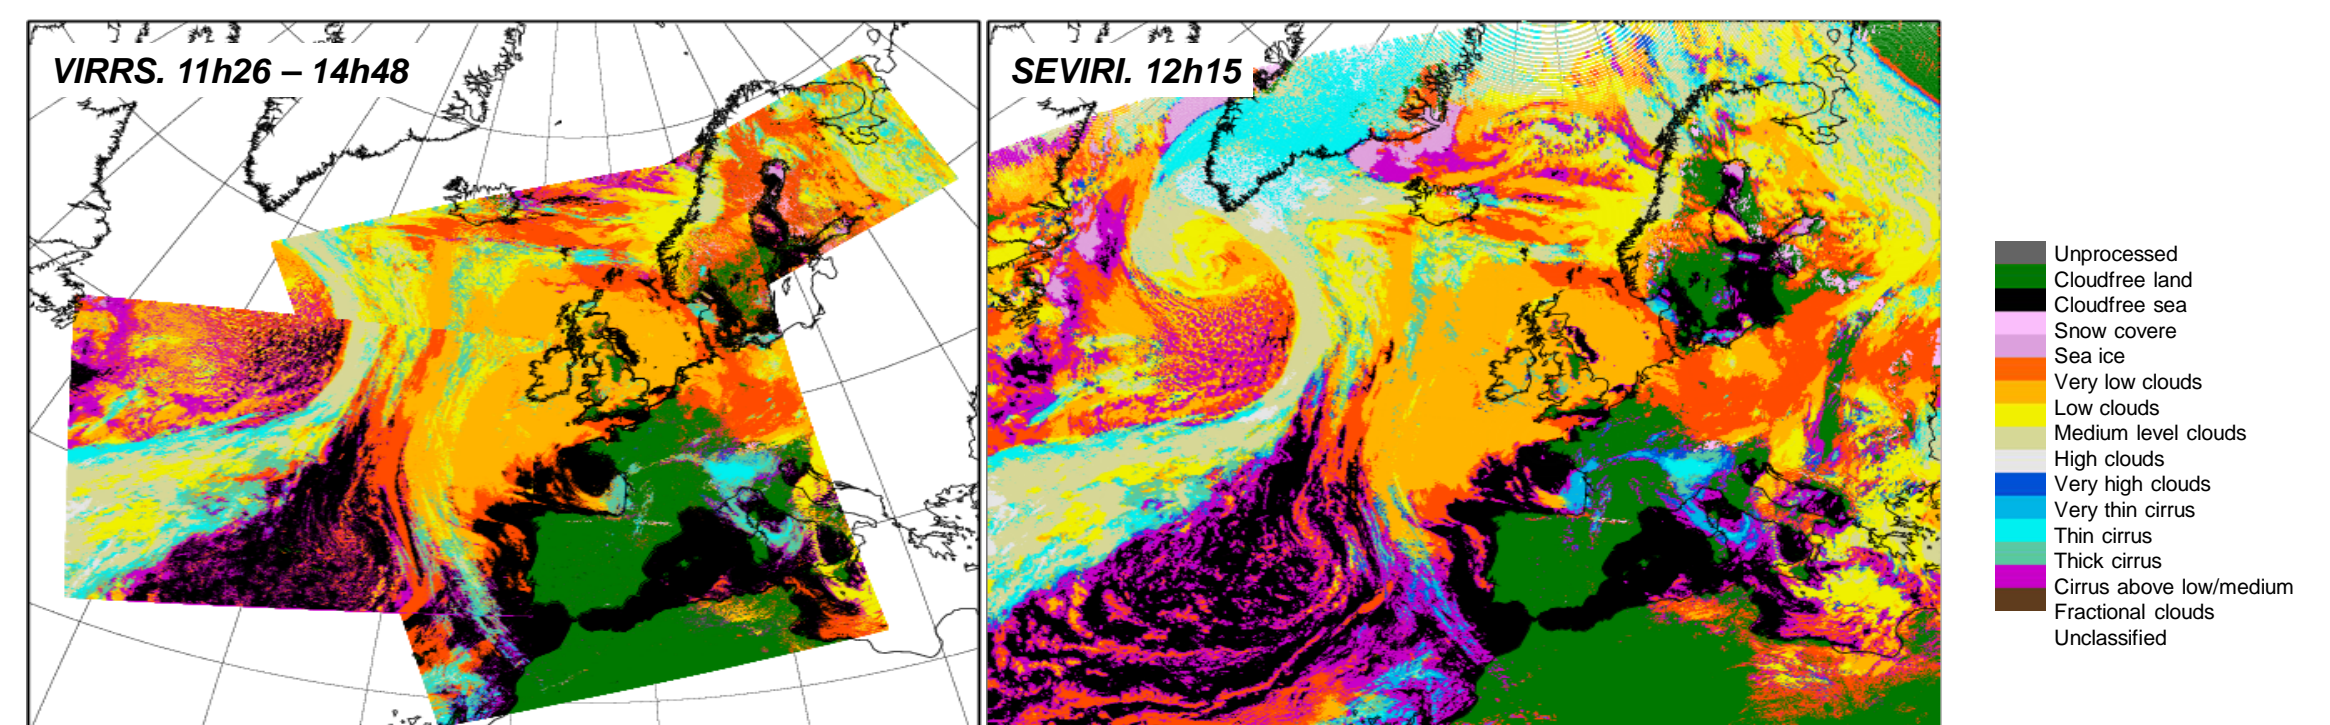 VIRRS. 11h26 – 14h48
SEVIRI. 12h15
Unprocessed
Cloudfree land
Cloudfree sea
Snow covere
Sea ice
Very low clouds
Low clouds
Medium level clouds
High clouds
Very high clouds
Very thin cirrus
Thin cirrus
Thick cirrus
Cirrus above low/medium
Fractional clouds
Unclassified